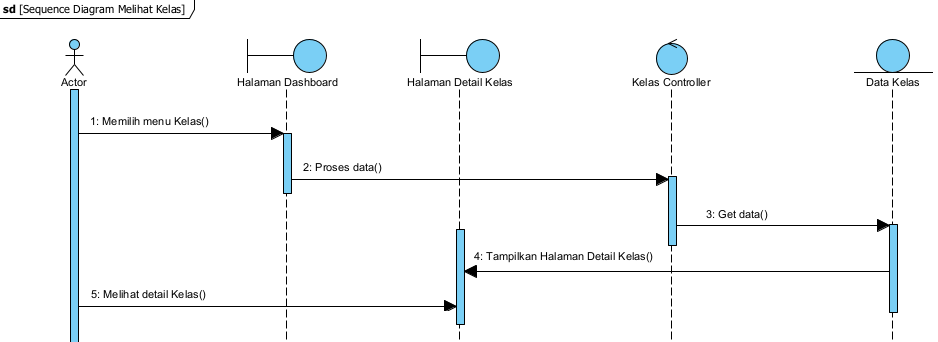 sd [Sequence Diagram Melihat Kelas]
Actor
Halaman Dashboard
Halaman Detail Kelas
Kelas Controller
Data Kelas
1: Memilih menu Kelas()
2: Proses data()
3: Get data()
4: Tampilkan Halaman Detail Kelas()
5: Melihat detail Kelas()